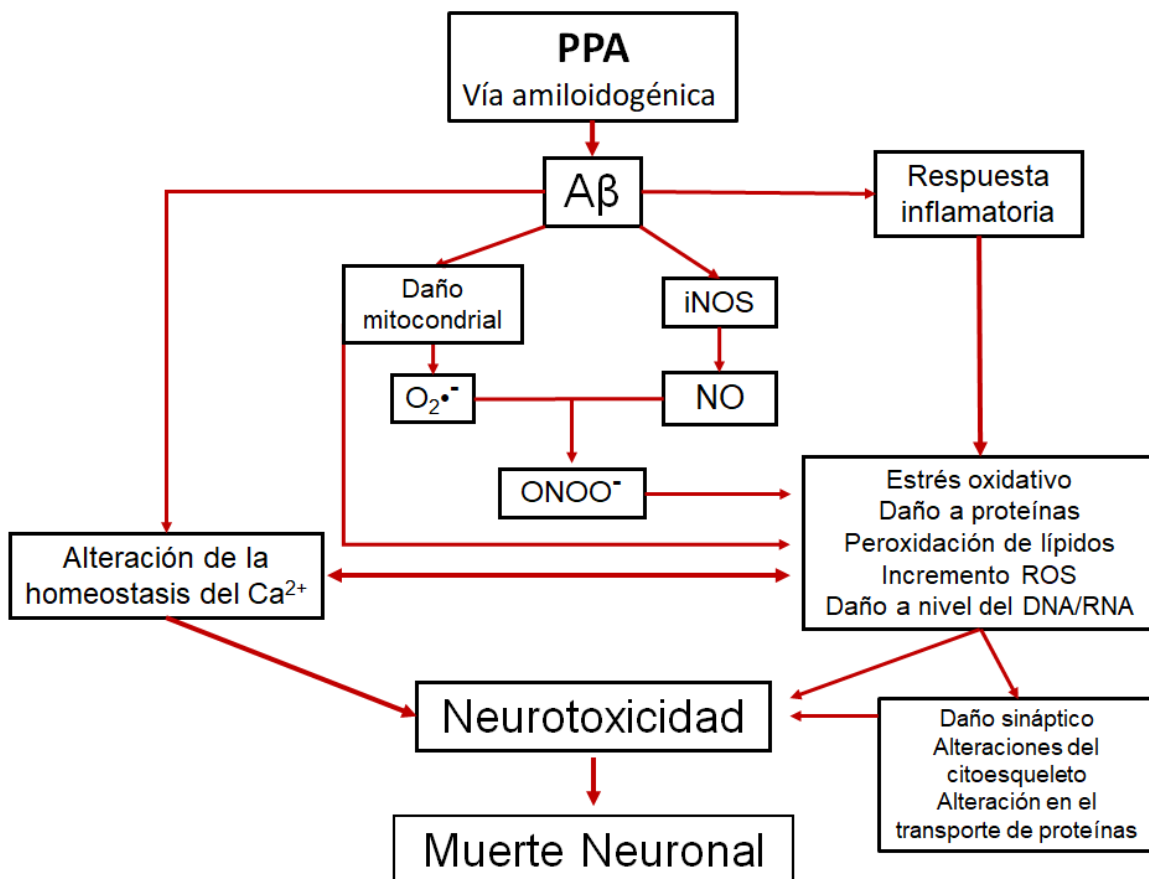 PPA
Vía amiloidogénica
Aβ
Respuesta
inflamatoria
Daño
mitocondrial
iNOS
O₂•⁻
NO
ONOO⁻
Estrés oxidativo
Daño a proteínas
Peroxidación de lípidos
Incremento ROS
Daño a nivel del DNA/RNA
Alteración de la
homeostasis del Ca²⁺
Neurotoxicidad
Daño sináptico
Alteraciones del
citoesqueleto
Alteración en el
transporte de proteínas
Muerte Neuronal